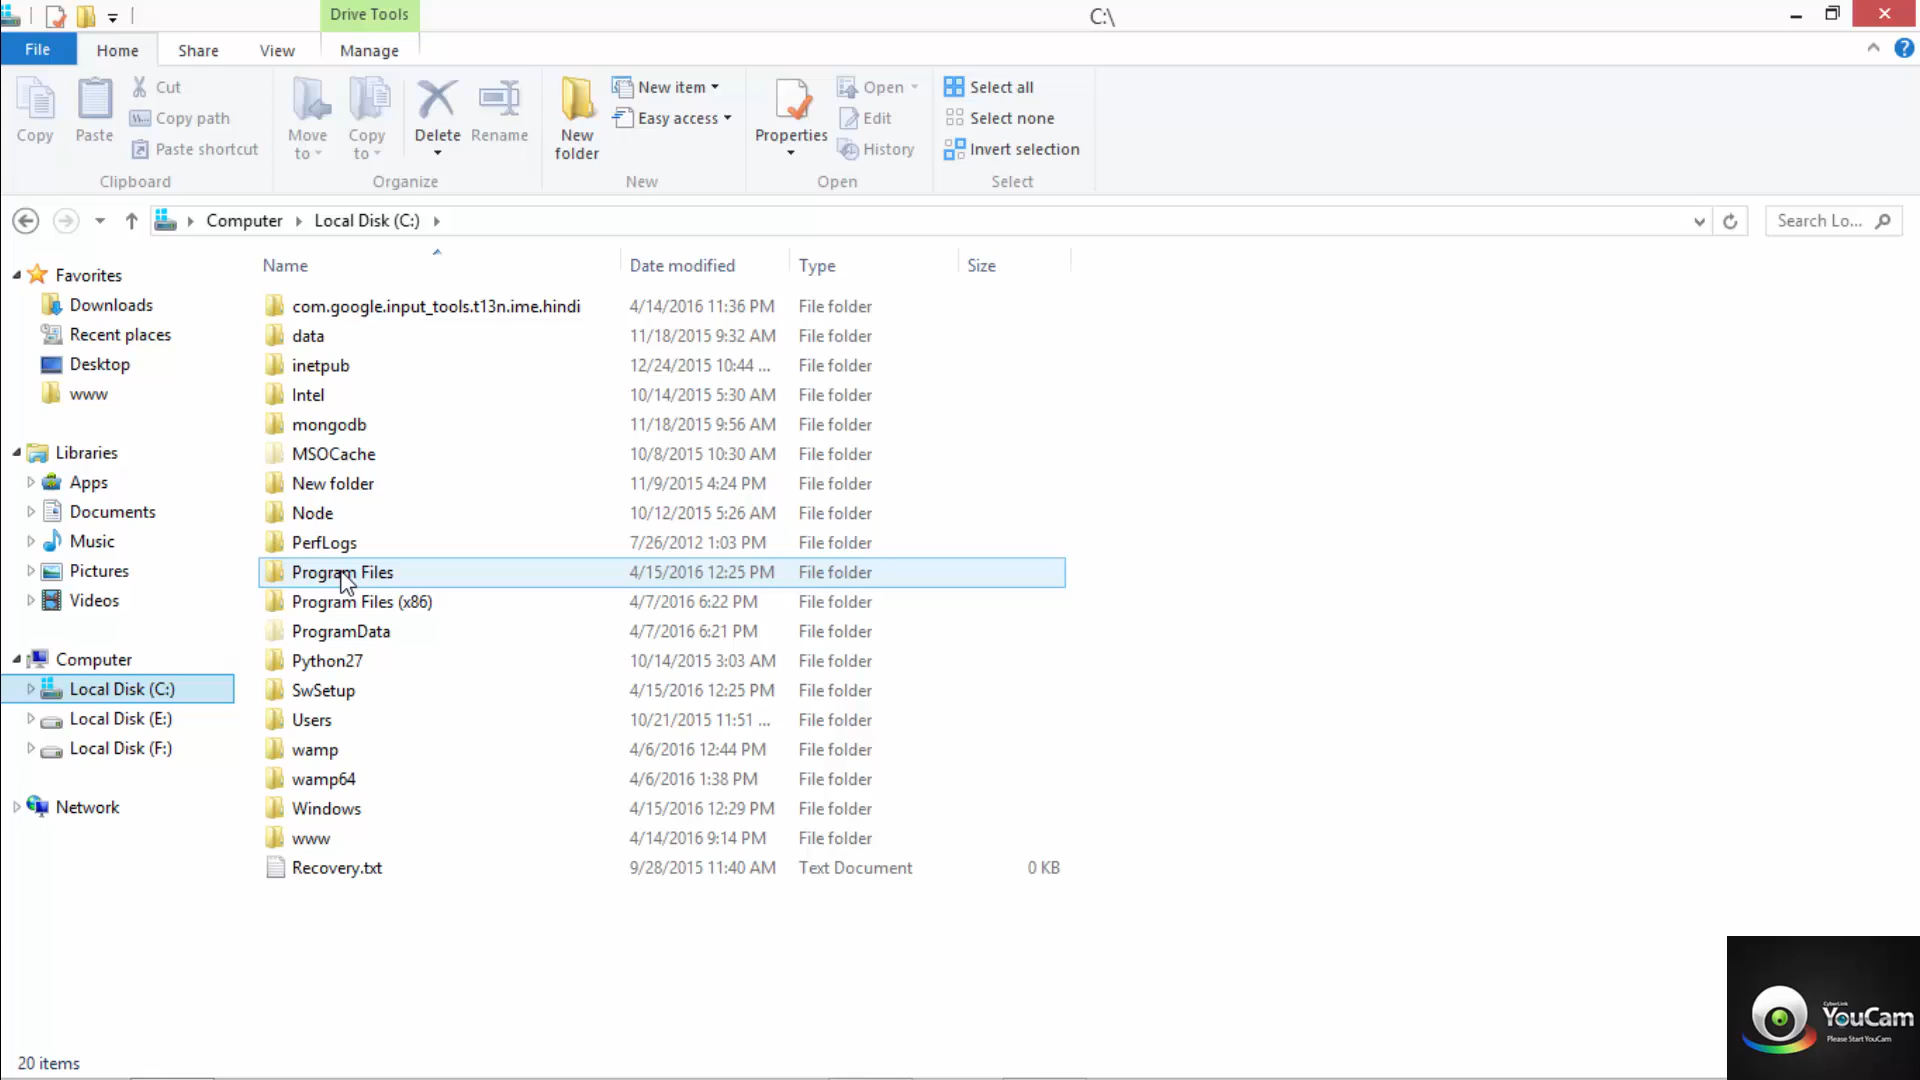 Drive Tools
C:\
File Home Share View Manage
Copy
Paste
Cut
Copy path
Paste shortcut
Clipboard
Move to
Copy to
Delete
Rename
Organize
New folder
New item
Easy access
New
Properties
Open
Edit
History
Open
Select all
Select none
Invert selection
Select
Computer Local Disk (C:)
Search Lo...
Favorites
Downloads
Recent places
Desktop
www
Libraries
Apps
Documents
Music
Pictures
Videos
Computer
Local Disk (C:)
Local Disk (E:)
Local Disk (F:)
Network
Name Date modified Type Size
com.google.input_tools.t13n.ime.hindi 4/14/2016 11:36 PM File folder
data 11/18/2015 9:32 AM File folder
inetpub 12/24/2015 10:44 ... File folder
Intel 10/14/2015 5:30 AM File folder
mongodb 11/18/2015 9:56 AM File folder
MSOCache 10/8/2015 10:30 AM File folder
New folder 11/9/2015 4:24 PM File folder
Node 10/12/2015 5:26 AM File folder
PerfLogs 7/26/2012 1:03 PM File folder
Program Files 4/15/2016 12:25 PM File folder
Program Files (x86) 4/7/2016 6:22 PM File folder
ProgramData 4/7/2016 6:21 PM File folder
Python27 10/14/2015 3:03 AM File folder
SwSetup 4/15/2016 12:25 PM File folder
Users 10/21/2015 11:51 ... File folder
wamp 4/6/2016 12:44 PM File folder
wamp64 4/6/2016 1:38 PM File folder
Windows 4/15/2016 12:29 PM File folder
www 4/14/2016 9:14 PM File folder
Recovery.txt 9/28/2015 11:40 AM Text Document 0 KB
CyberLink
YouCam
Please Start YouCam
20 items